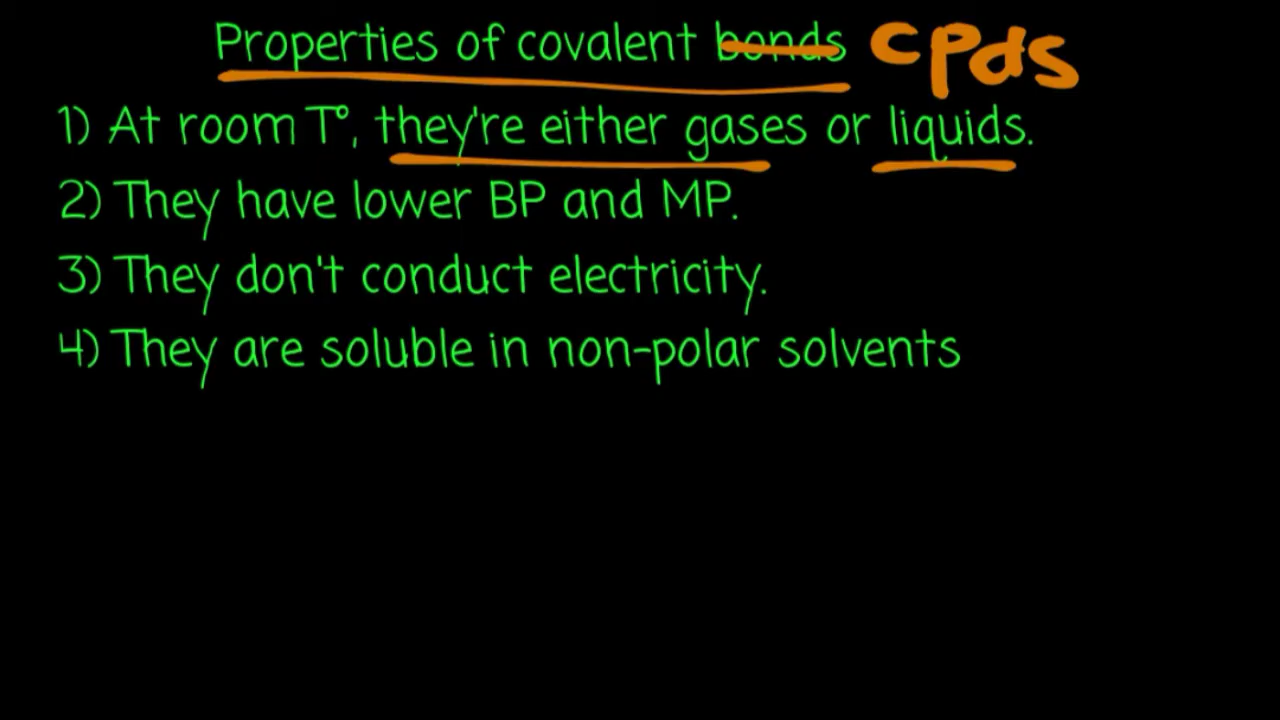 Properties of covalent bonds cpds
1) At room T°, they're either gases or liquids.
2) They have lower BP and MP.
3) They don't conduct electricity.
4) They are soluble in non-polar solvents